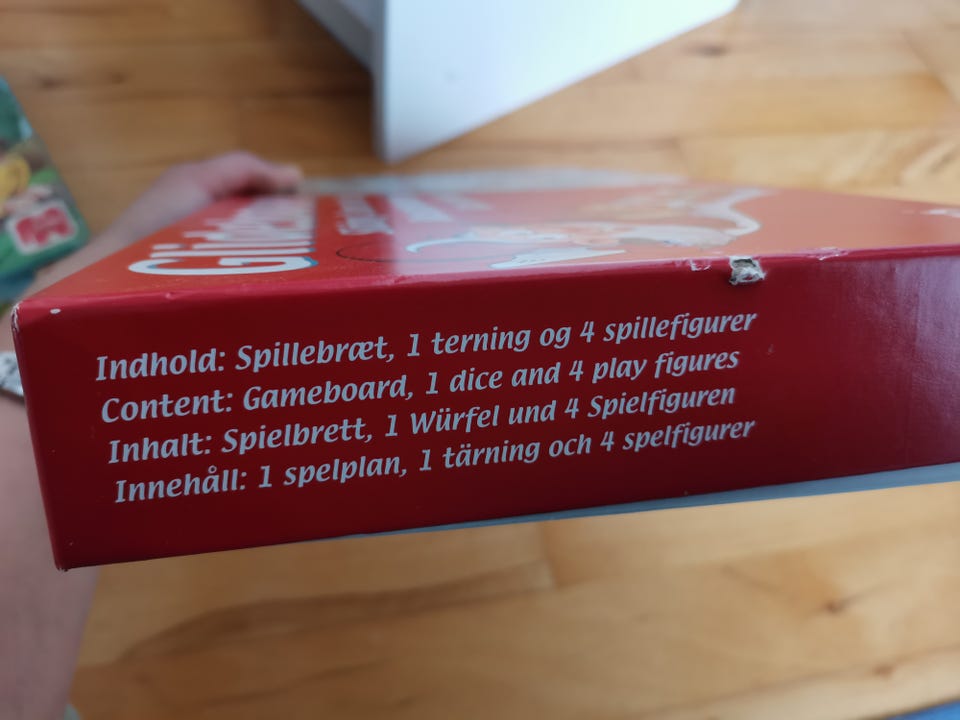 Indhold: Spillebræt, 1 terning og 4 spillefigurer
Content: Gameboard, 1 dice and 4 play figures
Inhalt: Spielbrett, 1 Würfel und 4 Spielfiguren
Innehåll: 1 spelplan, 1 tärning och 4 spelfigurer